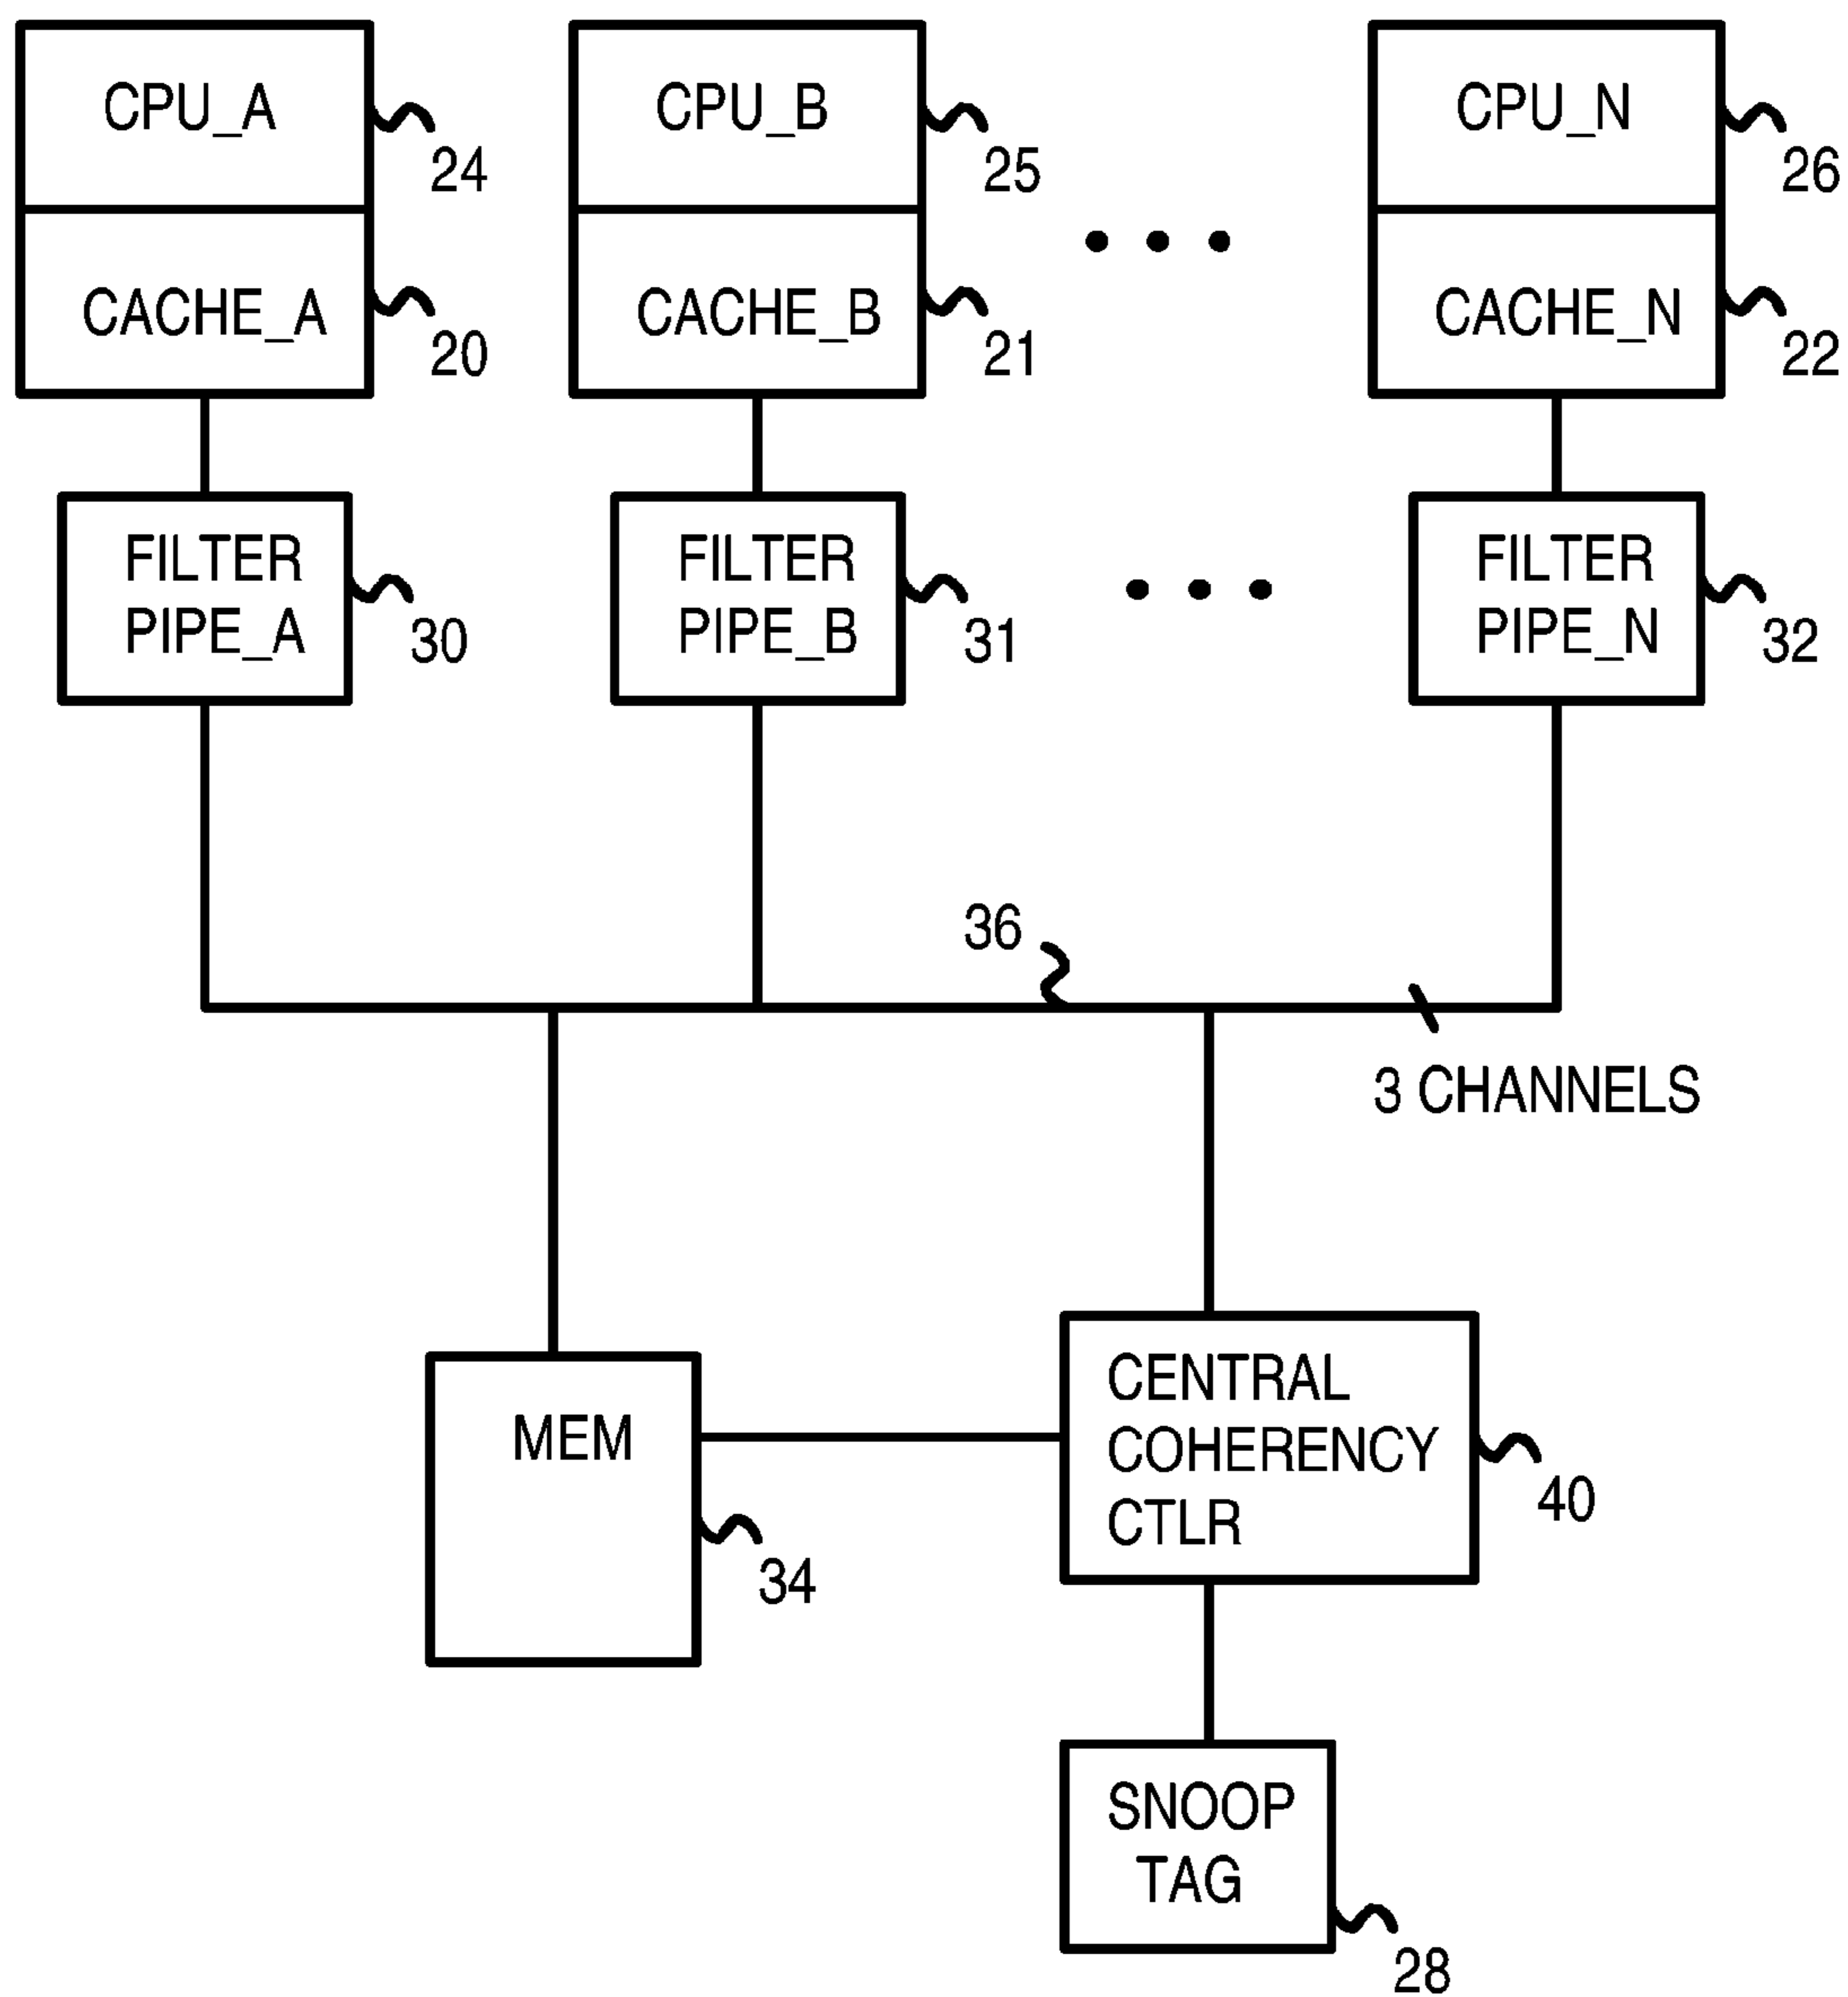 CPU_A
24
CPU_B
25
CPU_N
26
CACHE_A
20
CACHE_B
21
CACHE_N
22
FILTER
PIPE_A
30
FILTER
PIPE_B
31
FILTER
PIPE_N
32
36
3 CHANNELS
MEM
34
CENTRAL
COHERENCY
CTLR
40
SNOOP
TAG
28